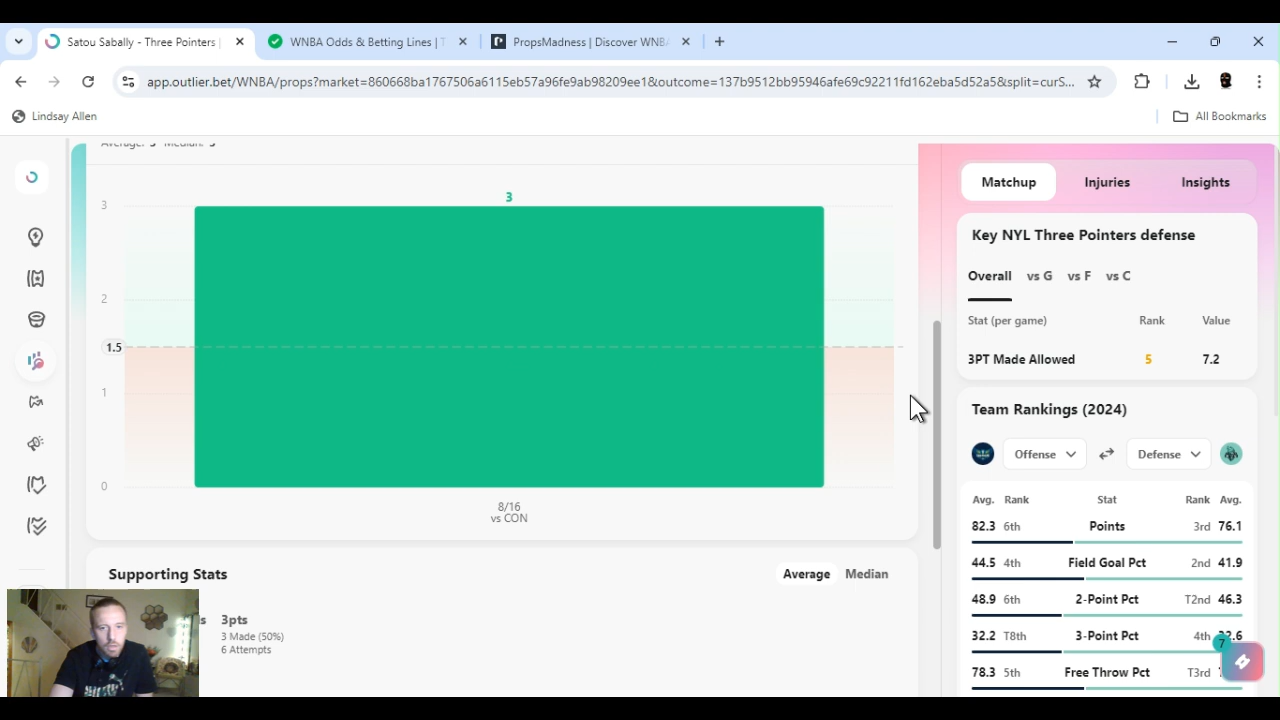 Satou Sabally - Three Pointers |
WNBA Odds & Betting Lines | T
PropsMadness | Discover WNB
app.outlier.bet/WNBA/props?market=860668ba1767506a6115eb57a96fe9ab98209ee1&outcome=137b9512bb95946afe69c92211fd162eba5d52a5&split=curS...
Lindsay Allen
All Bookmarks
Average: 3 Median: 3
3
3
2
1.5
1
0
8/16
vs CON
Supporting Stats
Average
Median
s
3pts
3 Made (50%)
6 Attempts
Matchup
Injuries
Insights
Key NYL Three Pointers defense
Overall vs G vs F vs C
Stat (per game) Rank Value
3PT Made Allowed 5 7.2
Team Rankings (2024)
Offense
Defense
Avg. Rank Stat Rank Avg.
82.3 6th Points 3rd 76.1
44.5 4th Field Goal Pct 2nd 41.9
48.9 6th 2-Point Pct T2nd 46.3
32.2 T8th 3-Point Pct 4th
7
78.3 5th Free Throw Pct T3rd